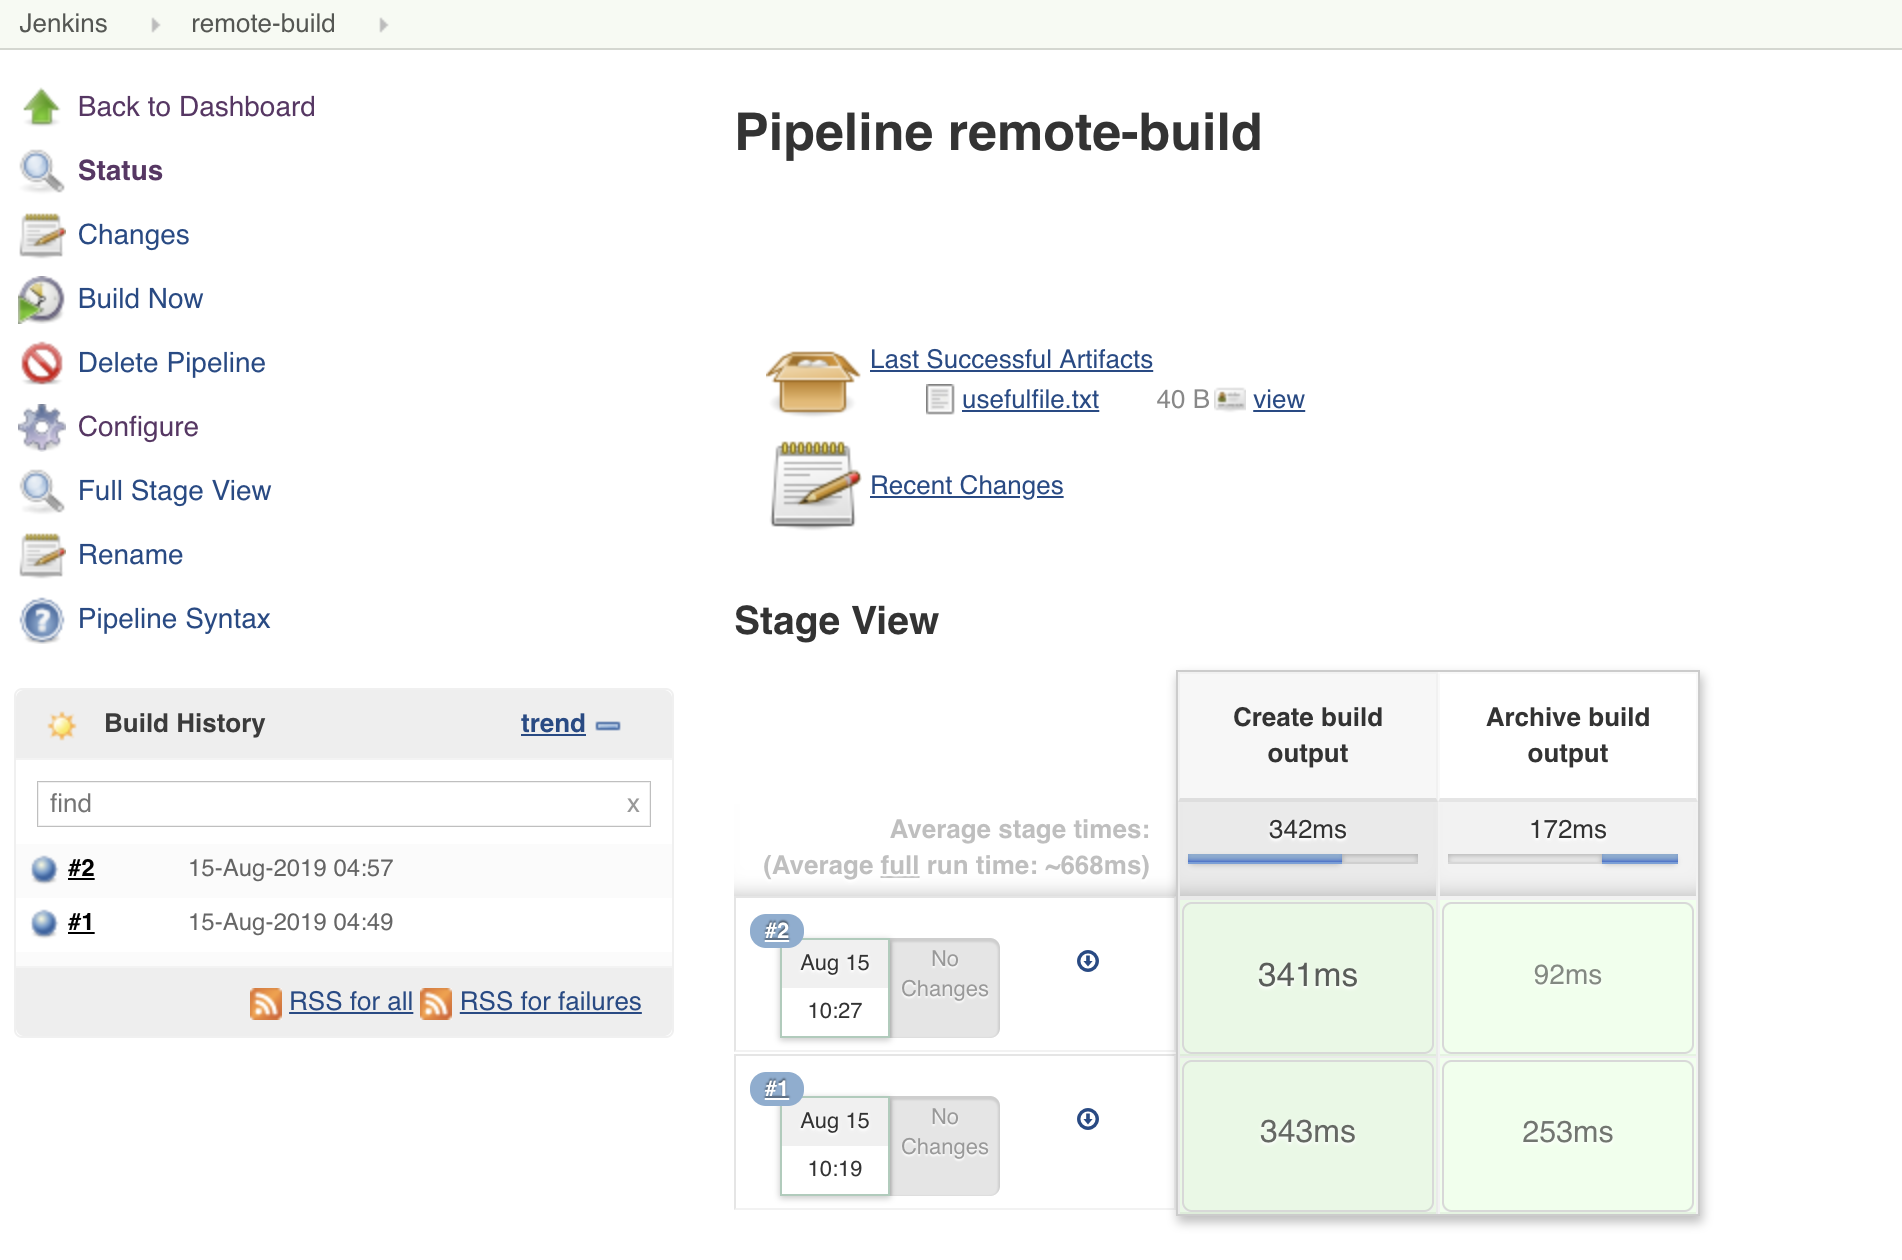 Jenkins remote-build
Back to Dashboard
Status
Changes
Build Now
Delete Pipeline
Configure
Full Stage View
Rename
Pipeline Syntax
Build History trend
find x
#2 15-Aug-2019 04:57
#1 15-Aug-2019 04:49
RSS for all RSS for failures
Pipeline remote-build
Last Successful Artifacts
usefulfile.txt 40 B view
Recent Changes
Stage View
Create build
output
Archive build
output
Average stage times:
(Average full run time: ~668ms)
342ms
172ms
#2
Aug 15
10:27
No
Changes
341ms
92ms
#1
Aug 15
10:19
No
Changes
343ms
253ms